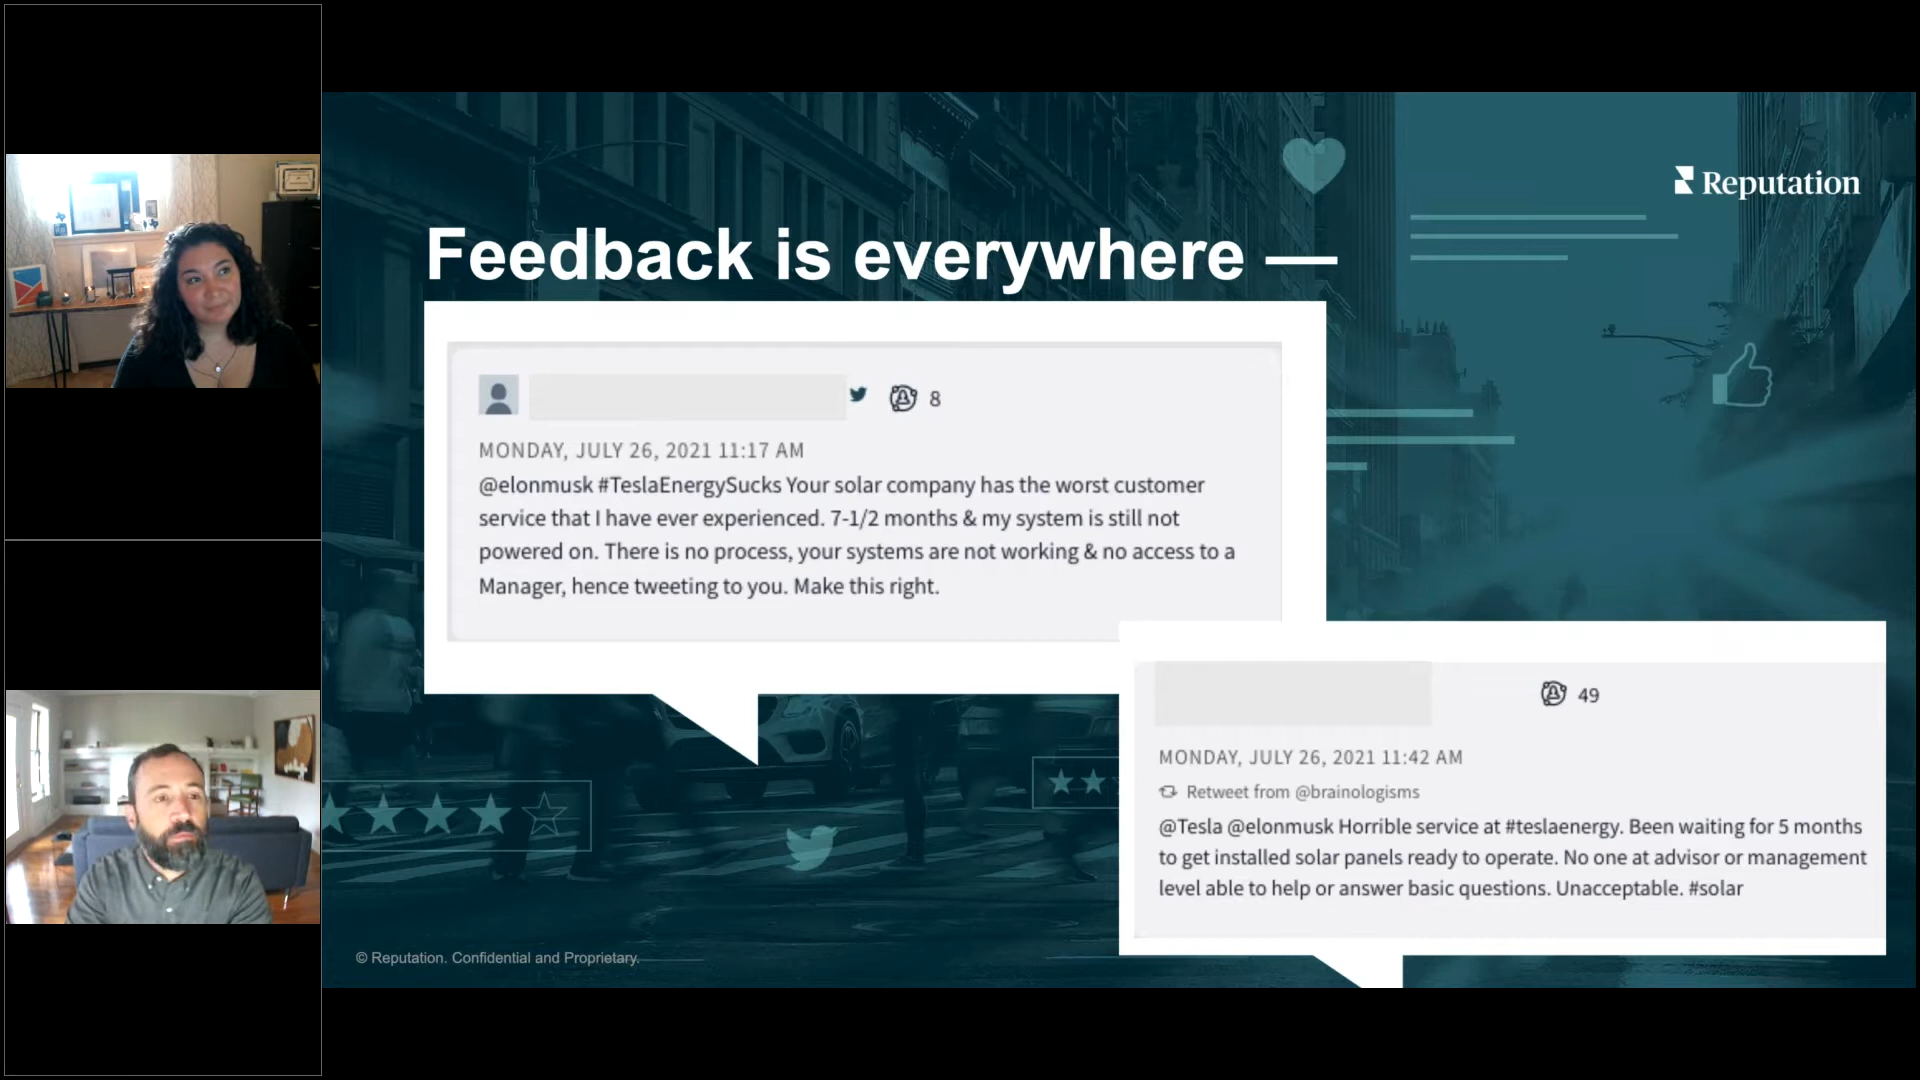 Reputation
Feedback is everywhere —
8
MONDAY, JULY 26, 2021 11:17 AM
@elonmusk #TeslaEnergySucks Your solar company has the worst customer
service that I have ever experienced. 7-1/2 months & my system is still not
powered on. There is no process, your systems are not working & no access to a
Manager, hence tweeting to you. Make this right.
49
MONDAY, JULY 26, 2021 11:42 AM
Retweet from @brainologisms
@Tesla @elonmusk Horrible service at #teslaenergy. Been waiting for 5 months
to get installed solar panels ready to operate. No one at advisor or management
level able to help or answer basic questions. Unacceptable. #solar
© Reputation. Confidential and Proprietary.